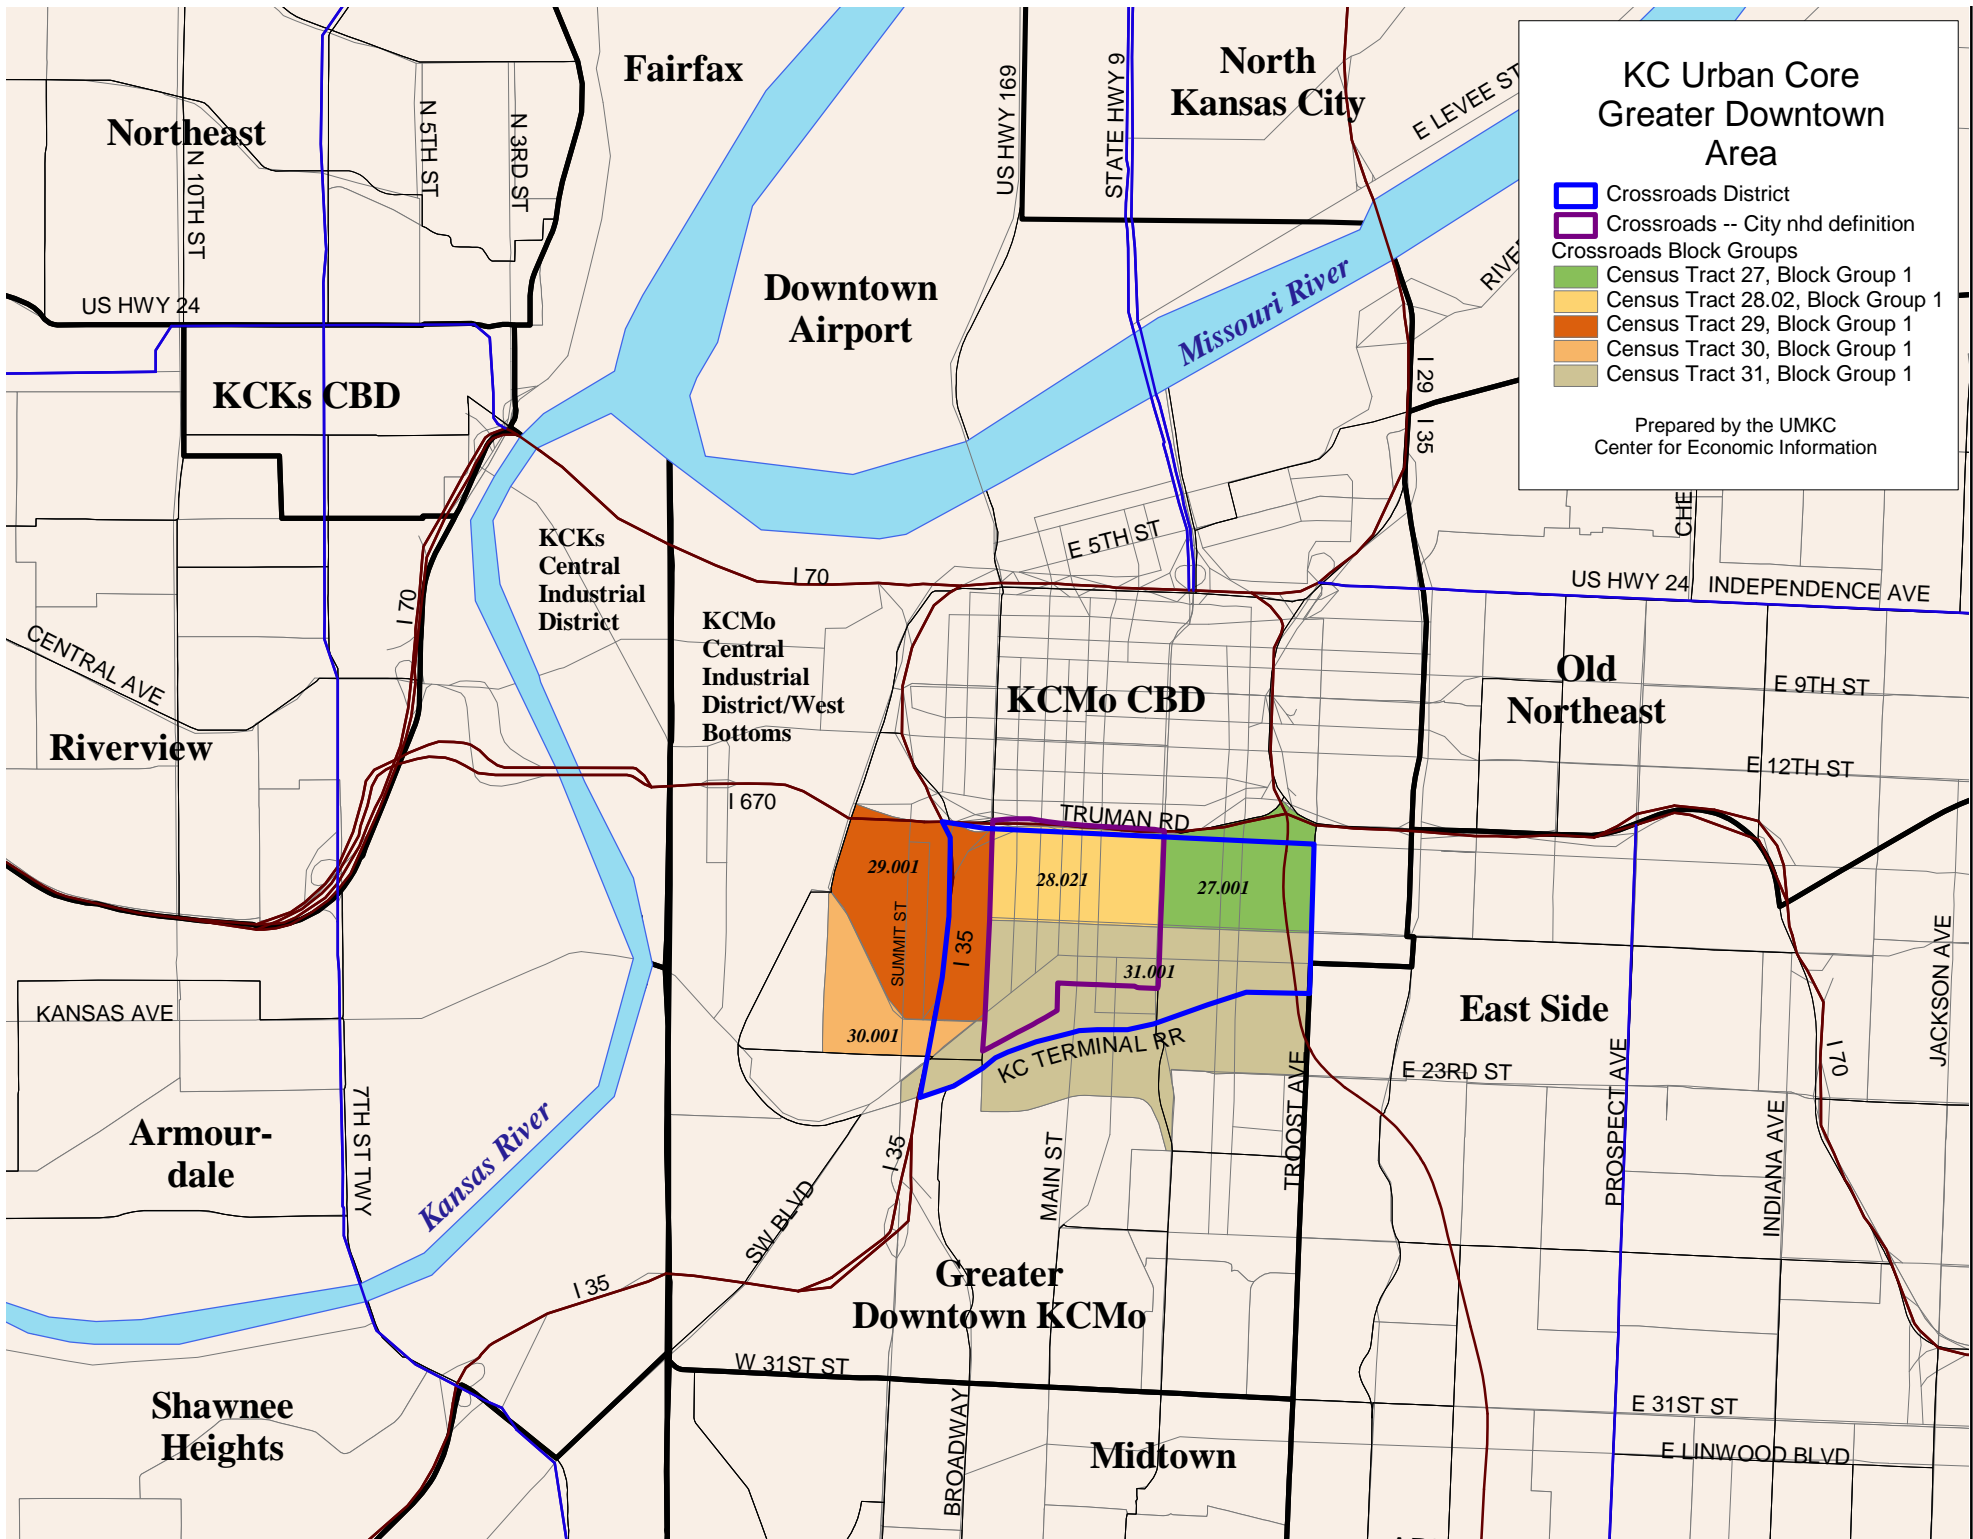 KC Urban Core
Greater Downtown
Area
Crossroads District
Crossroads -- City nhd definition
Crossroads Block Groups
Census Tract 27, Block Group 1
Census Tract 28.02, Block Group 1
Census Tract 29, Block Group 1
Census Tract 30, Block Group 1
Census Tract 31, Block Group 1
Prepared by the UMKC
Center for Economic Information
Fairfax
North
Kansas City
Northeast
N 10TH ST
N 5TH ST
N 3RD ST
US HWY 169
STATE HWY 9
E LEVEE ST
US HWY 24
Downtown
Airport
Missouri River
KCKs CBD
I 29
I 35
KCKs
Central
Industrial
District
E 5TH ST
I 70
I 70
US HWY 24
INDEPENDENCE AVE
CENTRAL AVE
KCMo
Central
Industrial
District/West
Bottoms
KCMo CBD
Old
Northeast
E 9TH ST
E 12TH ST
Riverview
I 670
TRUMAN RD
29.001
28.021
27.001
SUMMIT ST
I 35
31.001
30.001
KC TERMINAL RR
KANSAS AVE
East Side
E 23RD ST
JACKSON AVE
I 70
Armour-
dale
7TH ST TWY
Kansas River
I 35
SW BLVD
MAIN ST
TROOST AVE
PROSPECT AVE
INDIANA AVE
I 35
Greater
Downtown KCMo
W 31ST ST
Shawnee
Heights
BROADWAY
Midtown
E 31ST ST
E LINWOOD BLVD